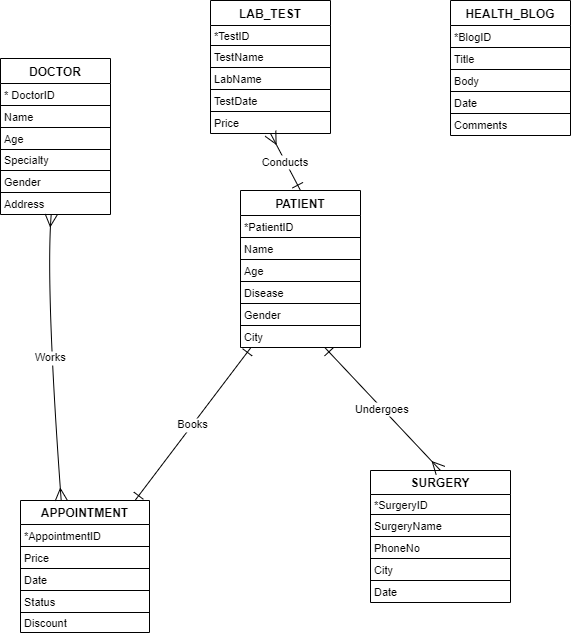 LAB_TEST
*TestID
TestName
LabName
TestDate
Price
HEALTH_BLOG
*BlogID
Title
Body
Date
Comments
DOCTOR
* DoctorID
Name
Age
Specialty
Gender
Address
Conducts
PATIENT
*PatientID
Name
Age
Disease
Gender
City
Works
Books
Undergoes
APPOINTMENT
*AppointmentID
Price
Date
Status
Discount
SURGERY
*SurgeryID
SurgeryName
PhoneNo
City
Date